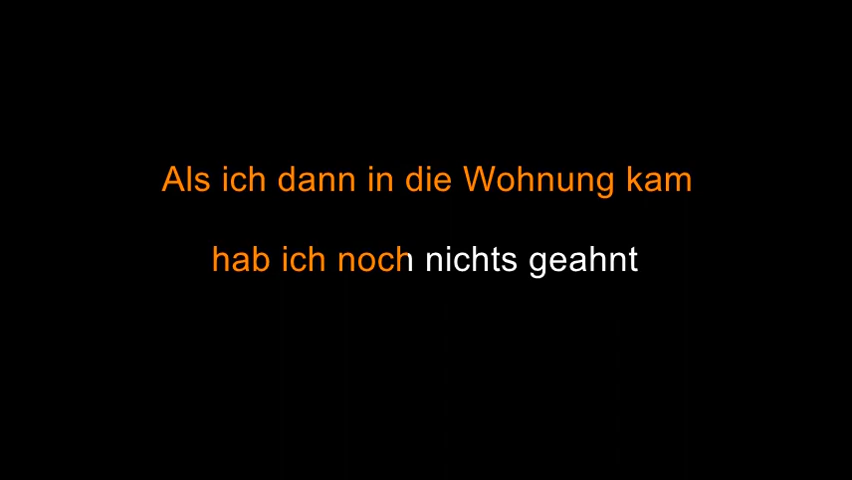 Als ich dann in die Wohnung kam
hab ich noch nichts geahnt